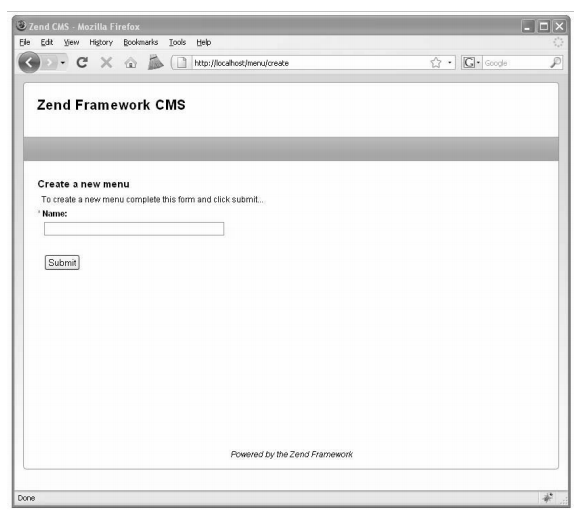 Zend CMS - Mozilla Firefox
File Edit View History Bookmarks Tools Help
http://localhost/menu/create
Google
Zend Framework CMS
Create a new menu
To create a new menu complete this form and click submit...
* Name:
Submit
Powered by the Zend Framework
Done